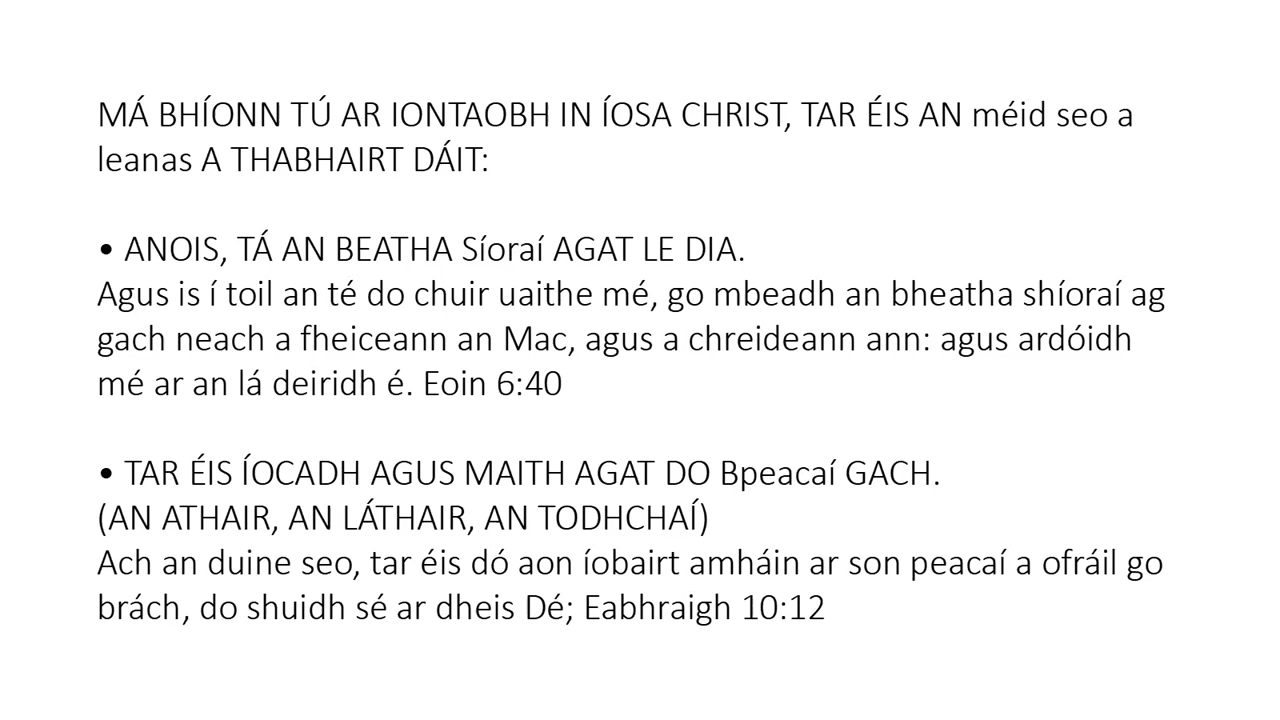 MÁ BHÍONN TÚ AR IONTAOBH IN ÍOSA CHRIST, TAR ÉIS AN méid seo a
leanas A THABHAIRT DÁIT:
• ANOIS, TÁ AN BEATHA Síoraí AGAT LE DIA.
Agus is í toil an té do chuir uaithe mé, go mbeadh an bheatha shíoraí ag
gach neach a fheiceann an Mac, agus a chreideann ann: agus ardóidh
mé ar an lá deiridh é. Eoin 6:40
• TAR ÉIS ÍOCADH AGUS MAITH AGAT DO Bpeacaí GACH.
(AN ATHAIR, AN LÁTHAIR, AN TODHCHAÍ)
Ach an duine seo, tar éis dó aon íobairt amháin ar son peacaí a ofráil go
brách, do shuidh sé ar dheis Dé; Eabhraigh 10:12